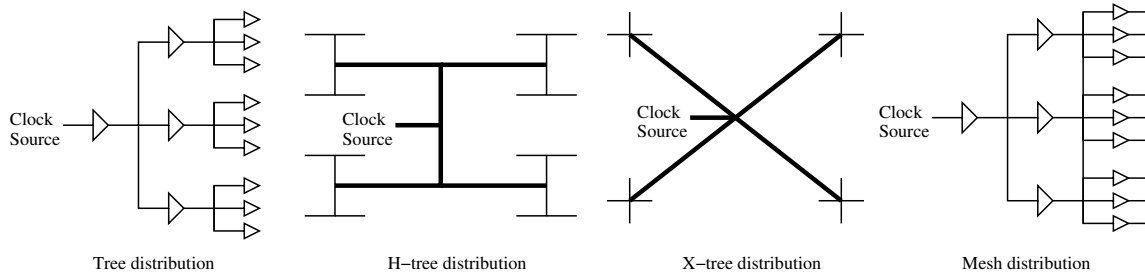 Clock
Source
Tree distribution
Clock
Source
H−tree distribution
Clock
Source
X−tree distribution
Clock
Source
Mesh distribution